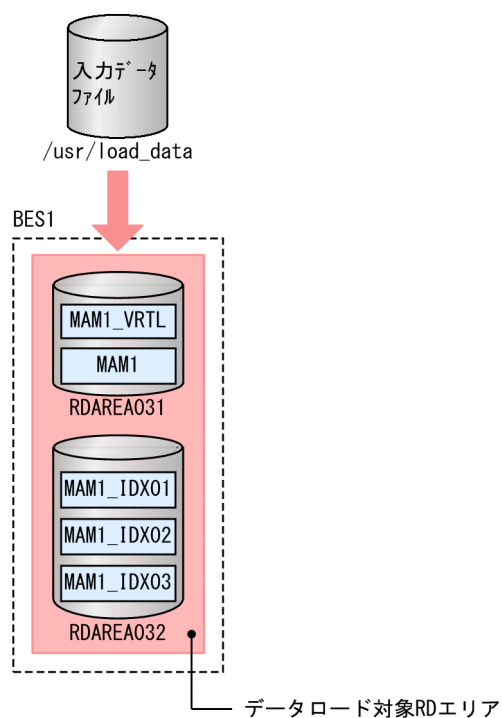 入力ﾃﾞｰﾀ
ﾌｧｲﾙ
/usr/load_data
BES1
MAM1_VRTL
MAM1
RDAREA031
MAM1_IDX01
MAM1_IDX02
MAM1_IDX03
RDAREA032
データロード対象RDエリア